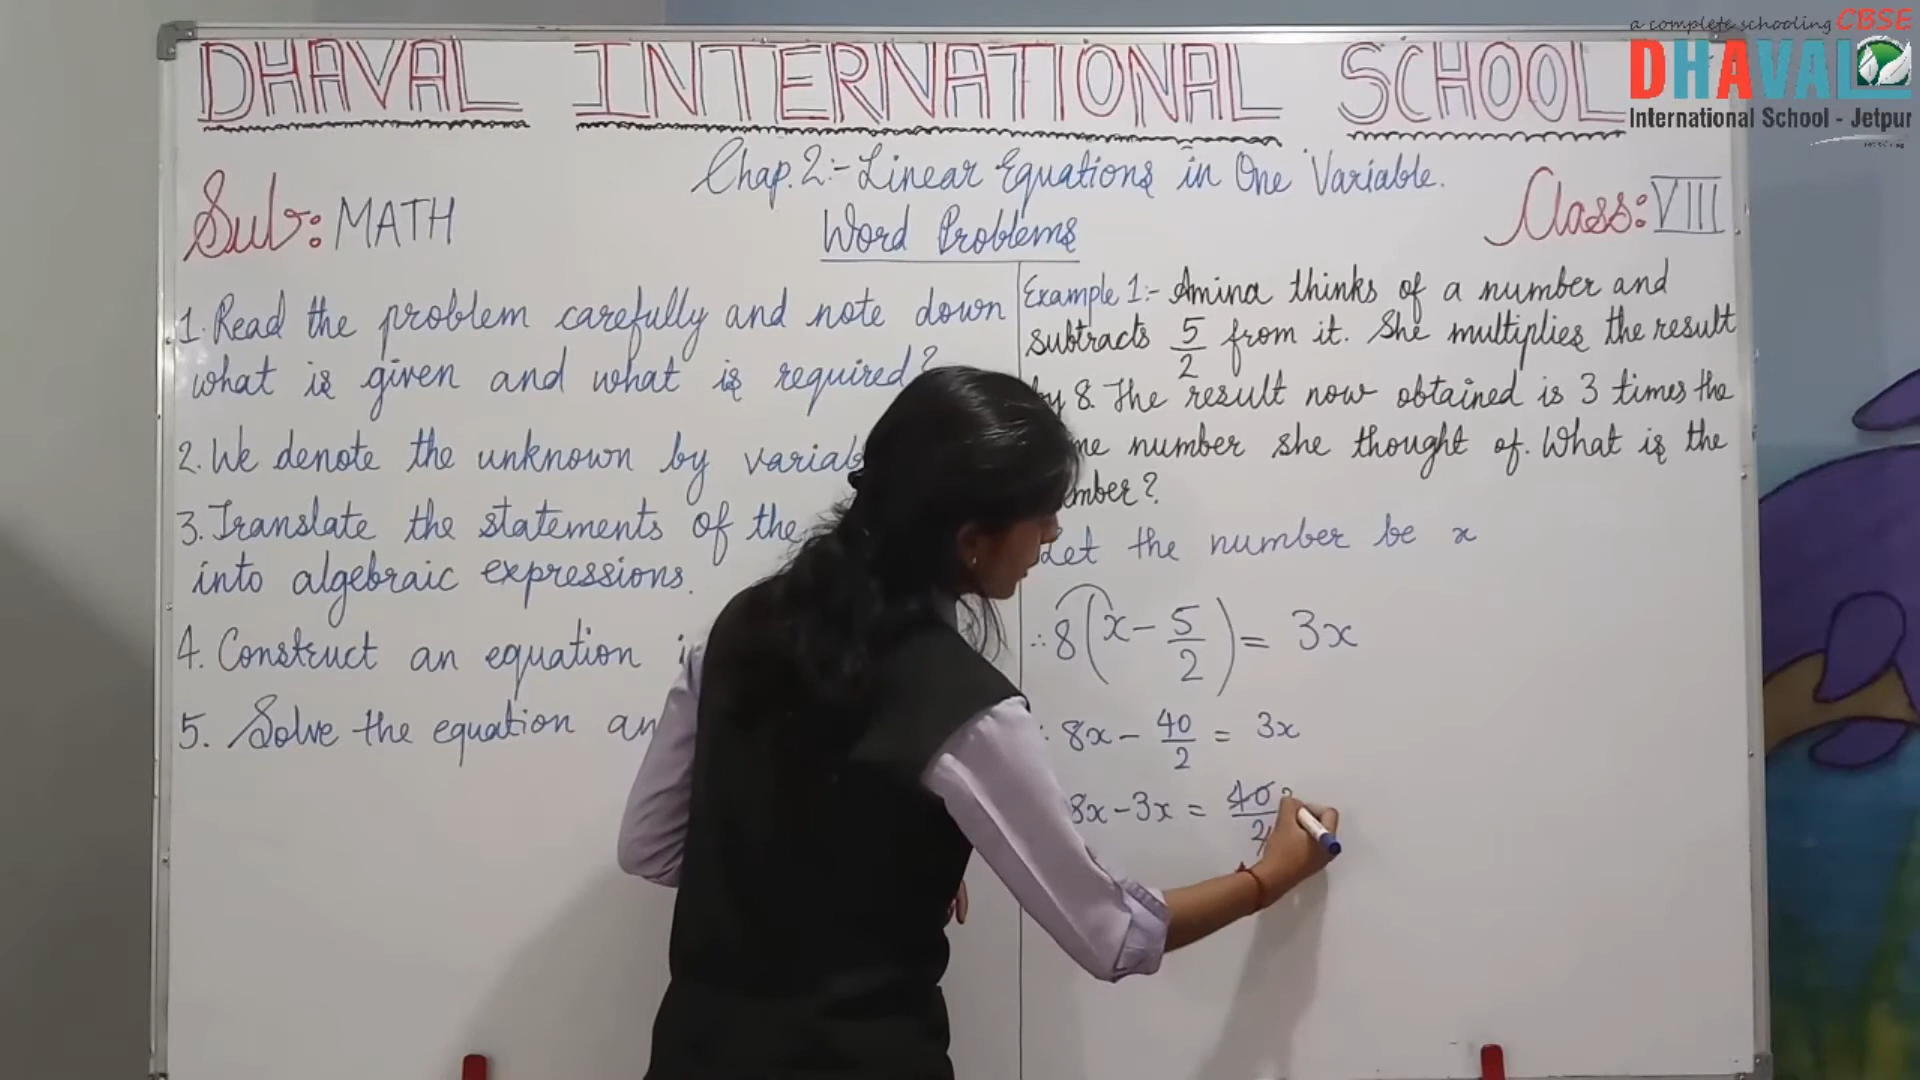 a complete schooling CBSE
DHAVAL
International School - Jetpur
DHAVAL INTERNATIONAL SCHOOL
Chap. 2:- Linear Equations in One Variable.
Sub: MATH
Word Problems
Class: VIII
1. Read the problem carefully and note down
what is given and what is required?
2. We denote the unknown by
3. Translate the statements of the
into algebraic expressions.
4. Construct an equation
5. Solve the equation
Example 1:- Amina thinks of a number and
subtracts 5/2 from it. She multiplies the result
8. The result now obtained is 3 times the
number she thought of. What is the
?
Let the number be x
∴ 8(x - 5/2) = 3x
8x - 40/2 = 3x
8x - 3x = 40/2